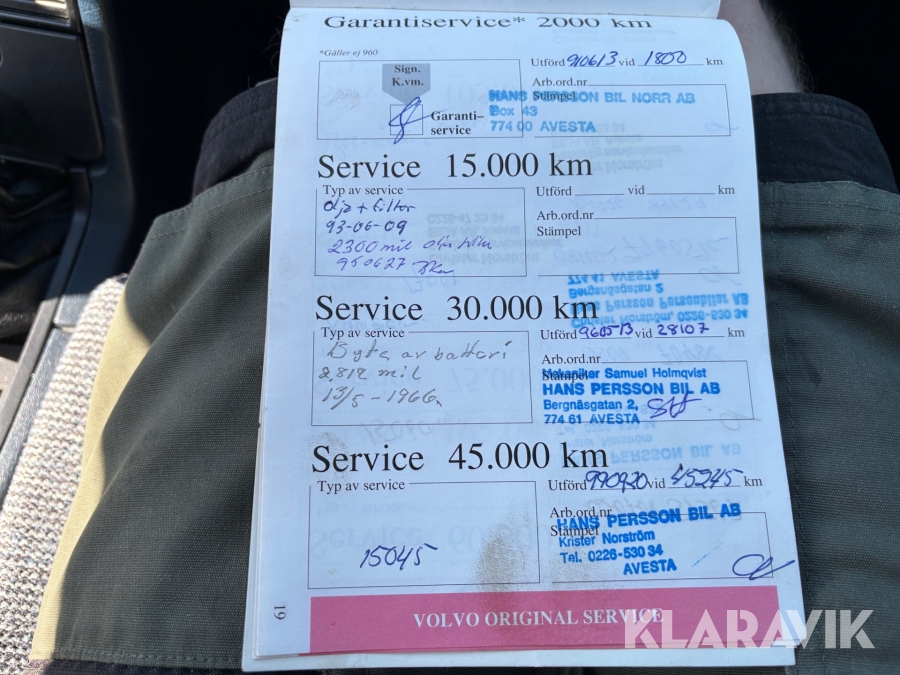 Garantiservice* 2000 km
*Gäller ej 960
Sign.
K.vm.
Garanti–
service
Utförd 910613 vid 1800 km
Arb.ord.nr
Stämpel
HANS PERSSON BIL NORR AB
Box 43
774 00 AVESTA
Service 15.000 km
Typ av service
olja + filter
93-06-09
2300 mil olja
950627
Utförd vid km
Arb.ord.nr
Stämpel
Service 30.000 km
Typ av service
Byte av batteri
2,812 mil
13/5 – 1966
Utförd 960513 vid 28107 km
Arb.ord.nr
Stämpel
Mekaniker Samuel Holmqvist
HANS PERSSON BIL AB
Bergnäsgatan 2,
774 61 AVESTA
SH
Service 45.000 km
Typ av service
15045
Utförd 990920 vid 45245 km
Arb.ord.nr
Stämpel
HANS PERSSON BIL AB
Krister Norström
Tel. 0226-530 34
AVESTA
19
VOLVO ORIGINAL SERVICE
KLARAVIK